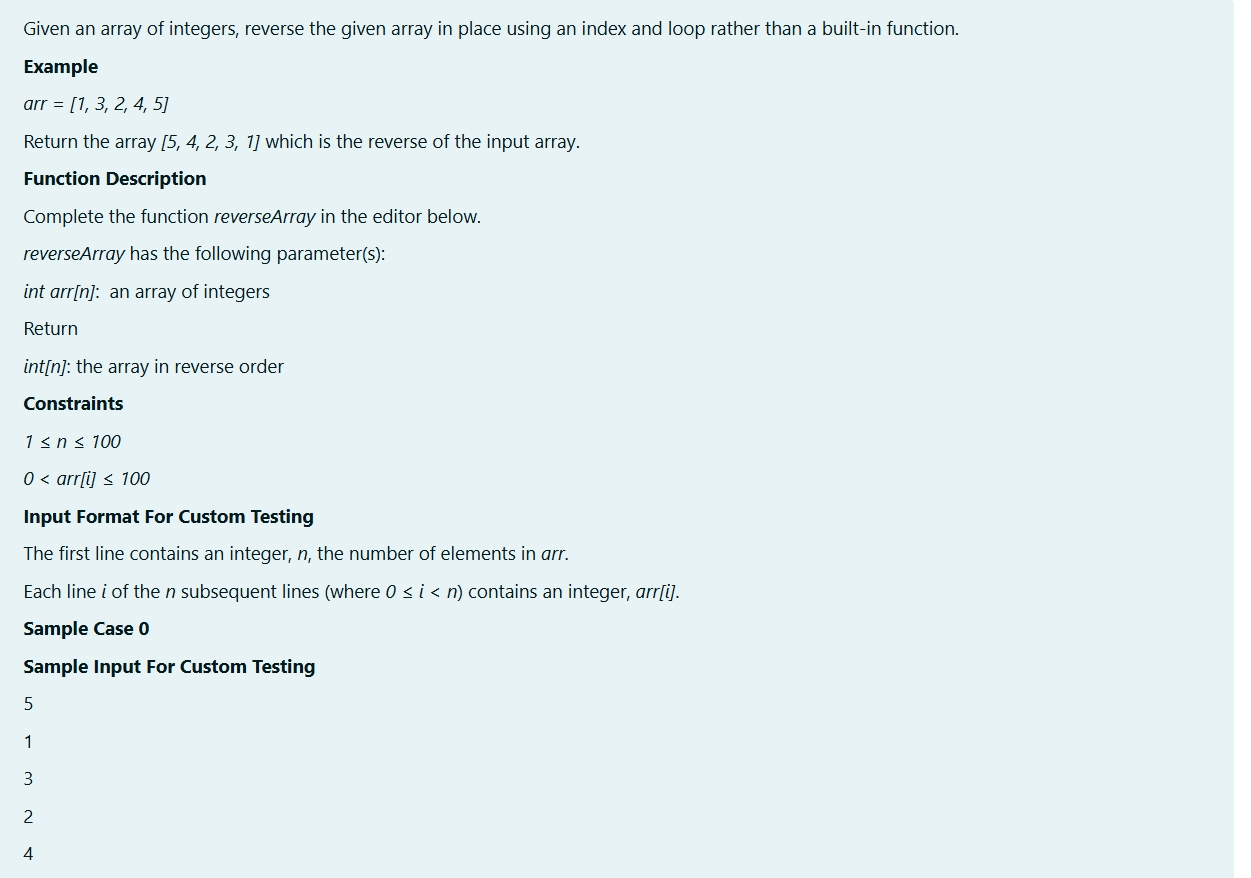 Given an array of integers, reverse the given array in place using an index and loop rather than a built-in function.
Example
arr = [1, 3, 2, 4, 5]
Return the array [5, 4, 2, 3, 1] which is the reverse of the input array.
Function Description
Complete the function reverseArray in the editor below.
reverseArray has the following parameter(s):
int arr[n]: an array of integers
Return
int[n]: the array in reverse order
Constraints
1 ≤ n ≤ 100
0 < arr[i] ≤ 100
Input Format For Custom Testing
The first line contains an integer, n, the number of elements in arr.
Each line i of the n subsequent lines (where 0 ≤ i < n) contains an integer, arr[i].
Sample Case 0
Sample Input For Custom Testing
5
1
3
2
4